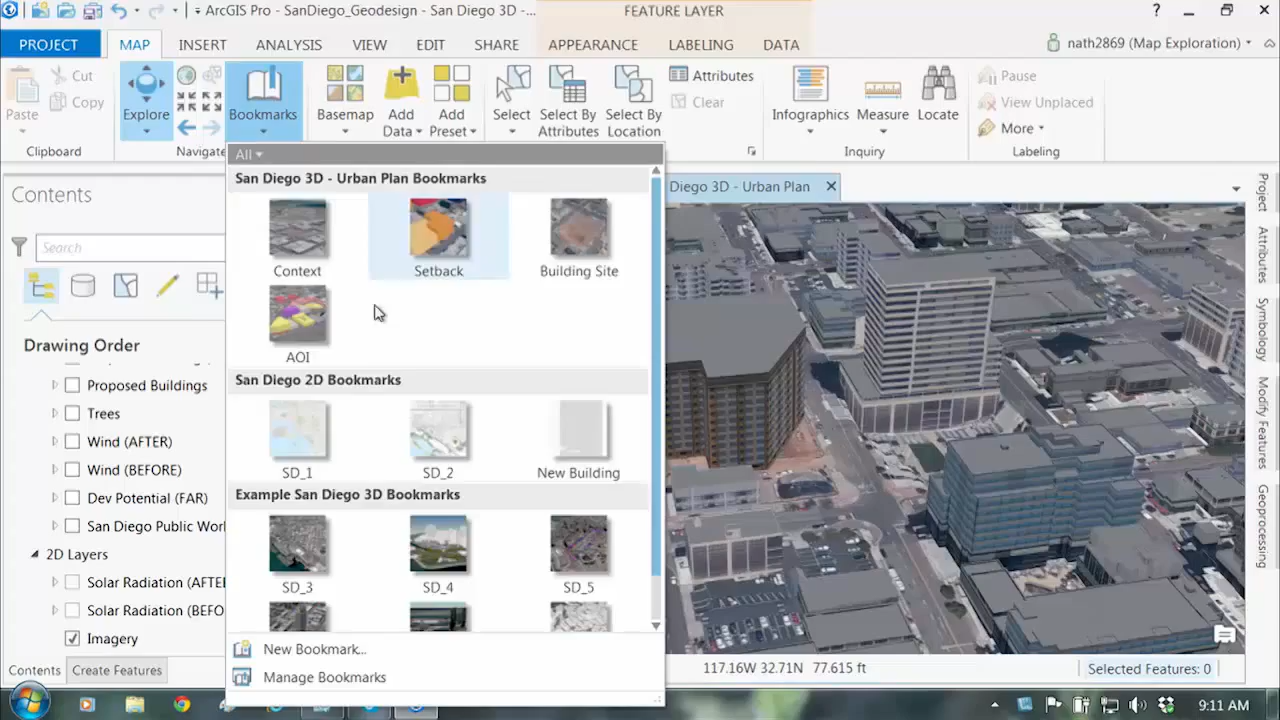 ArcGIS Pro - SanDiego_Geodesign - San Diego 3D - ...
FEATURE LAYER
?
PROJECT MAP INSERT ANALYSIS VIEW EDIT SHARE APPEARANCE LABELING DATA
nath2869 (Map Exploration)
Paste
Cut
Copy
Clipboard
Explore
Navigate
Bookmarks
Basemap
Add Data
Add Preset
Select
Select By Attributes
Select By Location
Attributes
Clear
Infographics
Measure
Locate
Inquiry
Pause
View Unplaced
More
Labeling
Contents
Search
Drawing Order
Proposed Buildings
Trees
Wind (AFTER)
Wind (BEFORE)
Dev Potential (FAR)
San Diego Public Worl
2D Layers
Solar Radiation (AFTE
Solar Radiation (BEFO
Imagery
Contents
Create Features
All
San Diego 3D - Urban Plan Bookmarks
Context
Setback
Building Site
AOI
San Diego 2D Bookmarks
SD_1
SD_2
New Building
Example San Diego 3D Bookmarks
SD_3
SD_4
SD_5
New Bookmark...
Manage Bookmarks
Diego 3D - Urban Plan
Project
Attributes
Symbology
Modify Features
Geoprocessing
117.16W 32.71N 77.615 ft
Selected Features: 0
9:11 AM